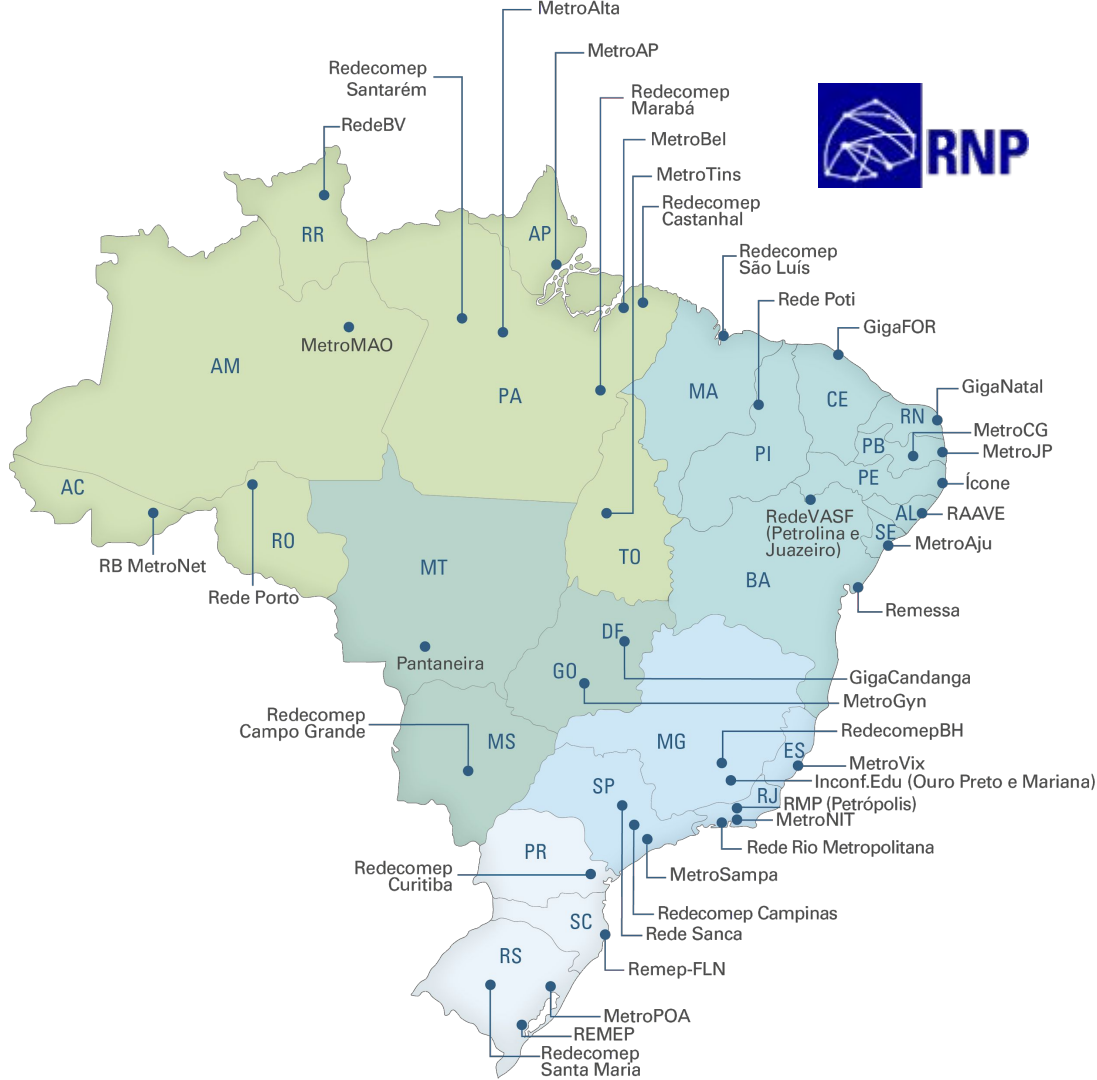 MetroAlta
MetroAP
Redecomep
Santarém
Redecomep
Marabá
RNP
RedeBV
MetroBel
MetroTins
Redecomep
Castanhal
RR
AP
Redecomep
São Luís
Rede Poti
GigaFOR
MetroMAO
AM
PA
MA
CE
GigaNatal
RN
MetroCG
PB
MetroJP
PI
PE
Ícone
AC
AL
RAAVE
RedeVASF
(Petrolina e
Juazeiro)
SE
MetroAju
RO
TO
RB MetroNet
MT
BA
Rede Porto
Remessa
DF
Pantaneira
GO
GigaCandanga
MetroGyn
Redecomep
Campo Grande
MS
MG
RedecomepBH
ES
MetroVix
Inconf.Edu (Ouro Preto e Mariana)
SP
RJ
RMP (Petrópolis)
MetroNIT
PR
Rede Rio Metropolitana
Redecomep
Curitiba
MetroSampa
Redecomep Campinas
SC
Rede Sanca
RS
Remep-FLN
MetroPOA
REMEP
Redecomep
Santa Maria